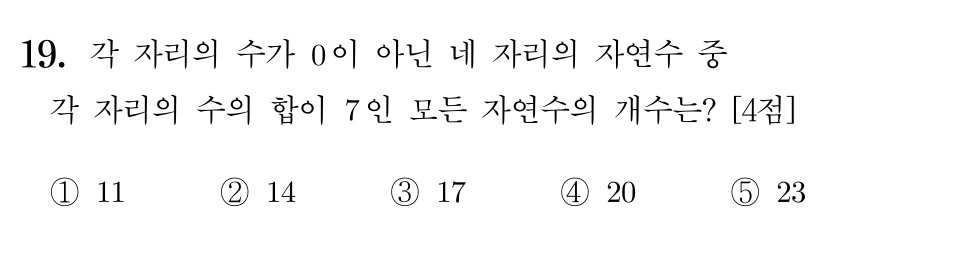 19. 각 자리의 수가 0이 아닌 네 자리의 자연수 중
각 자리의 수의 합이 7인 모든 자연수의 개수는? [4점]
① 11 ② 14 ③ 17 ④ 20 ⑤ 23